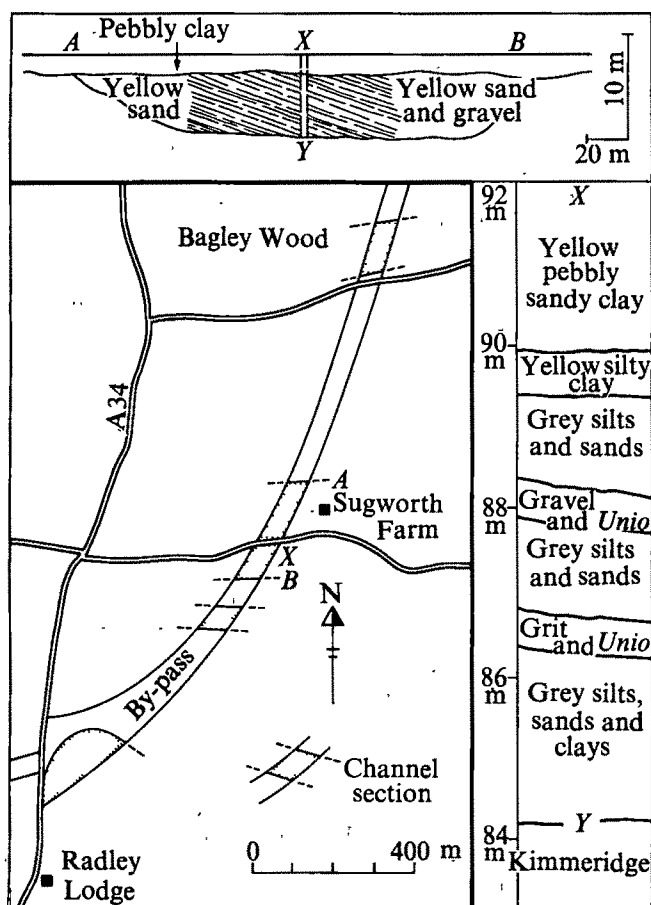 A
Pebbly clay
X
B
Yellow
sand
Yellow sand
and gravel
Y
10 m
20 m
Bagley Wood
A34
A
Sugworth
Farm
X
B
N
By-pass
Channel
section
0 400 m
Radley
Lodge
92
m
X
Yellow
pebbly
sandy clay
90
m
Yellow silty
clay
Grey silts
and sands
88
m
Gravel
and Unio
Grey silts
and sands
Grit
and Unio
86
m
Grey silts,
sands and
clays
Y
84
m
Kimmeridge